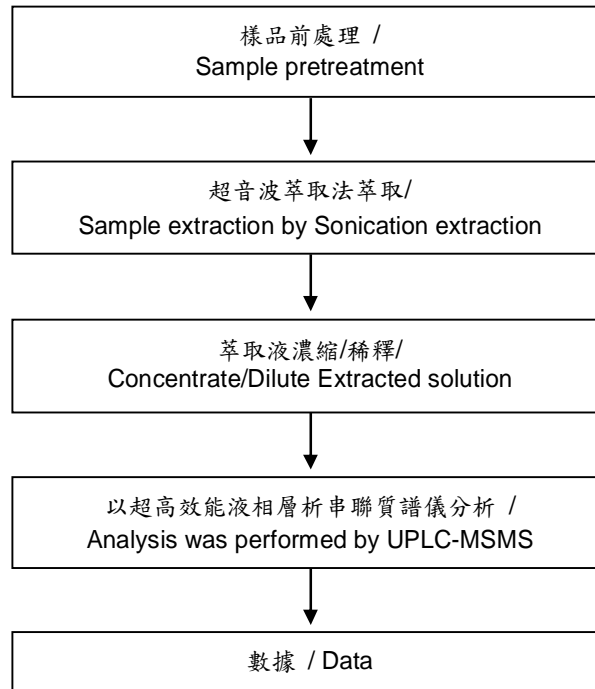 樣品前處理 /
Sample pretreatment
超音波萃取法萃取/
Sample extraction by Sonication extraction
萃取液濃縮/稀釋/
Concentrate/Dilute Extracted solution
以超高效能液相層析串聯質譜儀分析 /
Analysis was performed by UPLC-MSMS
數據 / Data